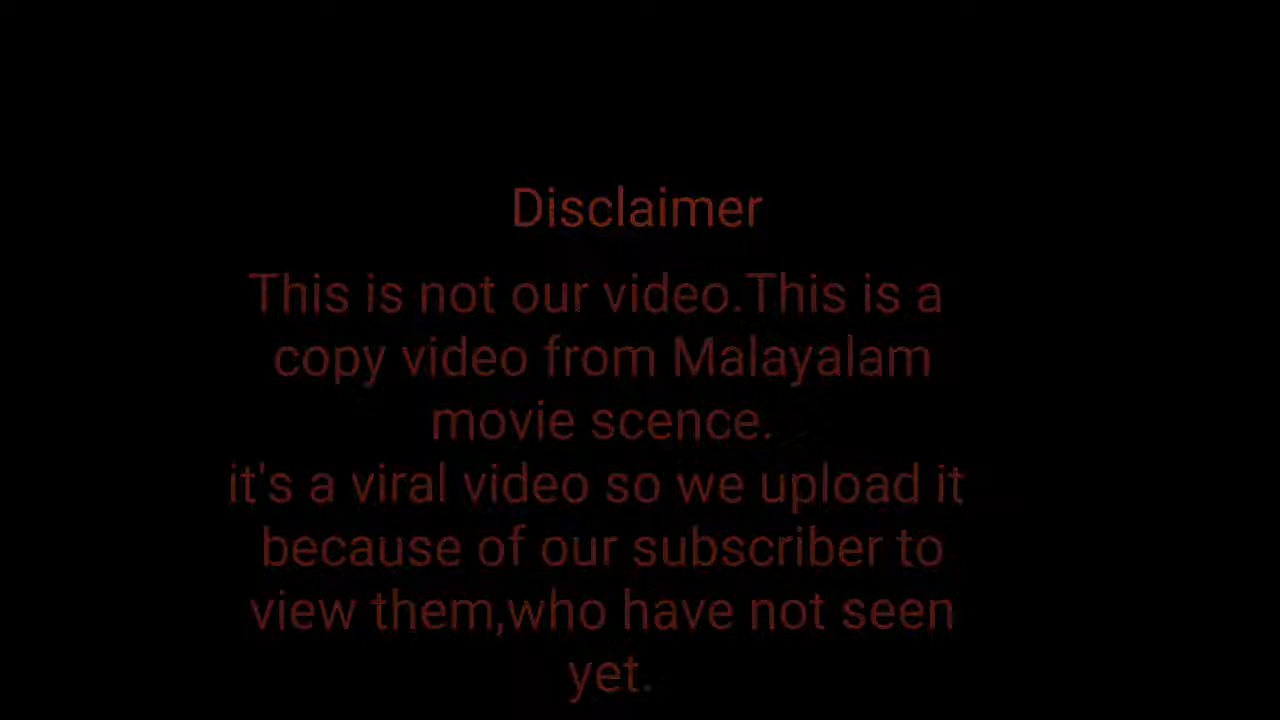 Disclaimer
This is not our video.This is a
copy video from Malayalam
movie scence.
it's a viral video so we upload it
because of our subscriber to
view them,who have not seen
yet.